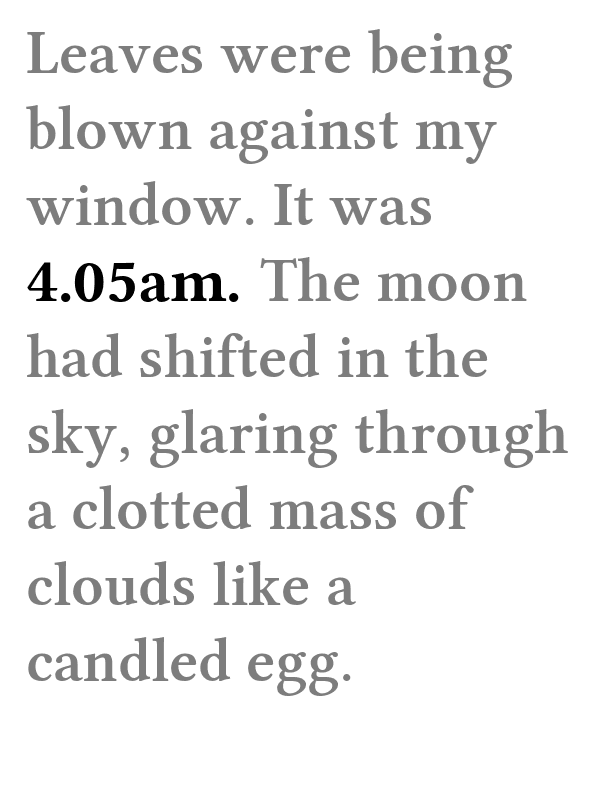 Leaves were being
blown against my
window. It was
4.05am. The moon
had shifted in the
sky, glaring through
a clotted mass of
clouds like a
candled egg.